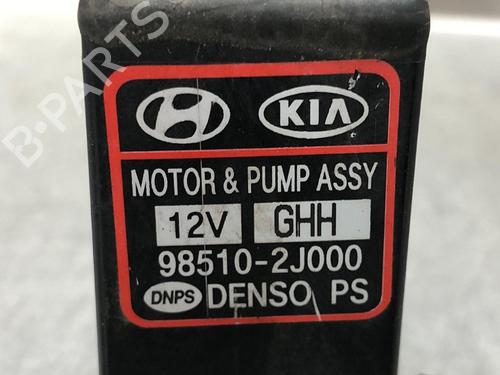 B-PARTS
KIA
MOTOR & PUMP ASSY
12V GHH
98510-2J000
DNPS DENSO PS